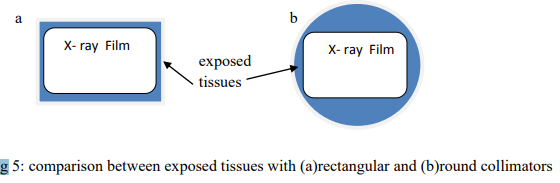 a
b
X- ray Film
X- ray Film
exposed
tissues
g 5: comparison between exposed tissues with (a)rectangular and (b)round collimators